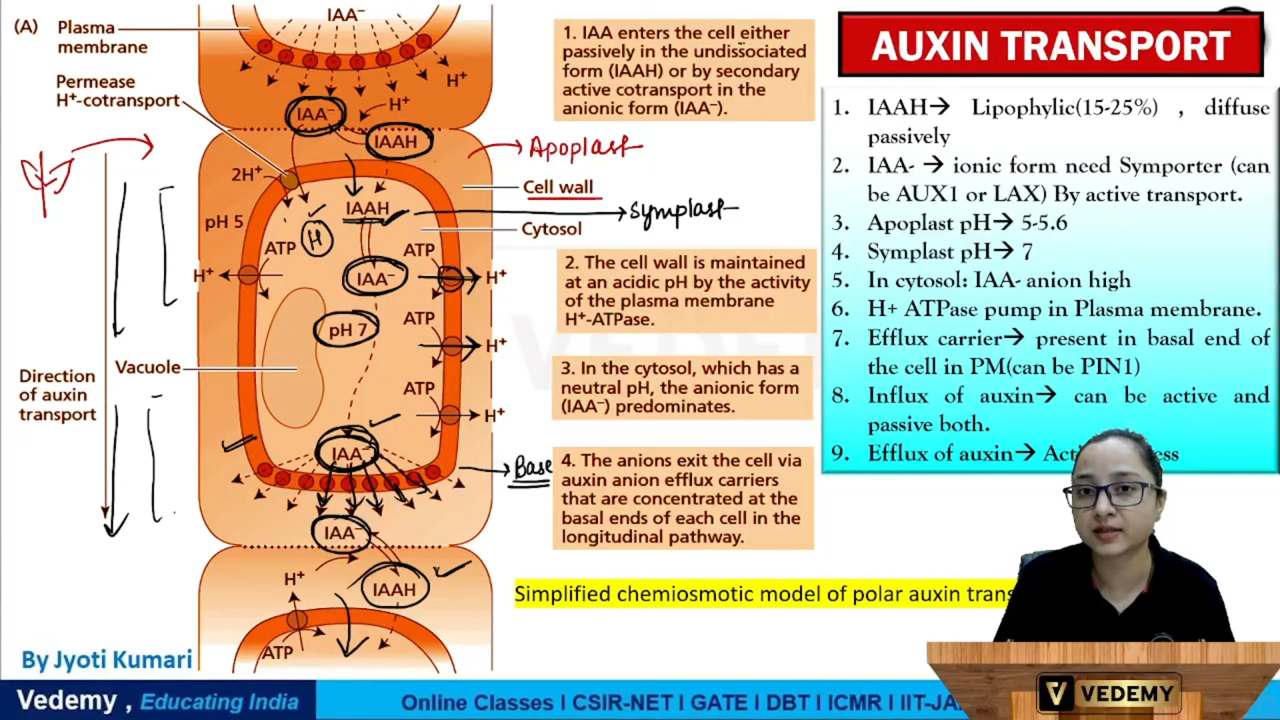 (A)
Plasma
membrane
Permease
H⁺-cotransport
IAA⁻
H⁺
IAA⁻
H⁺
IAAH
2H⁺
pH 5
IAAH
H
ATP
ATP
H⁺
IAA⁻
H⁺
pH 7
ATP
H⁺
Vacuole
ATP
H⁺
IAA⁻
IAA⁻
H⁺
IAAH
ATP
Direction
of auxin
transport
Apoplast
Cell wall
Symplast
Cytosol
Base
1. IAA enters the cell either
passively in the undissociated
form (IAAH) or by secondary
active cotransport in the
anionic form (IAA⁻).
2. The cell wall is maintained
at an acidic pH by the activity
of the plasma membrane
H⁺-ATPase.
3. In the cytosol, which has a
neutral pH, the anionic form
(IAA⁻) predominates.
4. The anions exit the cell via
auxin anion efflux carriers
that are concentrated at the
basal ends of each cell in the
longitudinal pathway.
Simplified chemiosmotic model of polar auxin trans
AUXIN TRANSPORT
1. IAAH→ Lipophylic(15-25%) , diffuse
passively
2. IAA- → ionic form need Symporter (can
be AUX1 or LAX) By active transport.
3. Apoplast pH→ 5-5.6
4. Symplast pH→ 7
5. In cytosol: IAA- anion high
6. H+ ATPase pump in Plasma membrane.
7. Efflux carrier→ present in basal end of
the cell in PM(can be PIN1)
8. Influx of auxin→ can be active and
passive both.
9. Efflux of auxin→ Act ss
By Jyoti Kumari
VEDEMY
Vedemy , Educating India
Online Classes I CSIR-NET I GATE I DBT I ICMR I IIT-JA